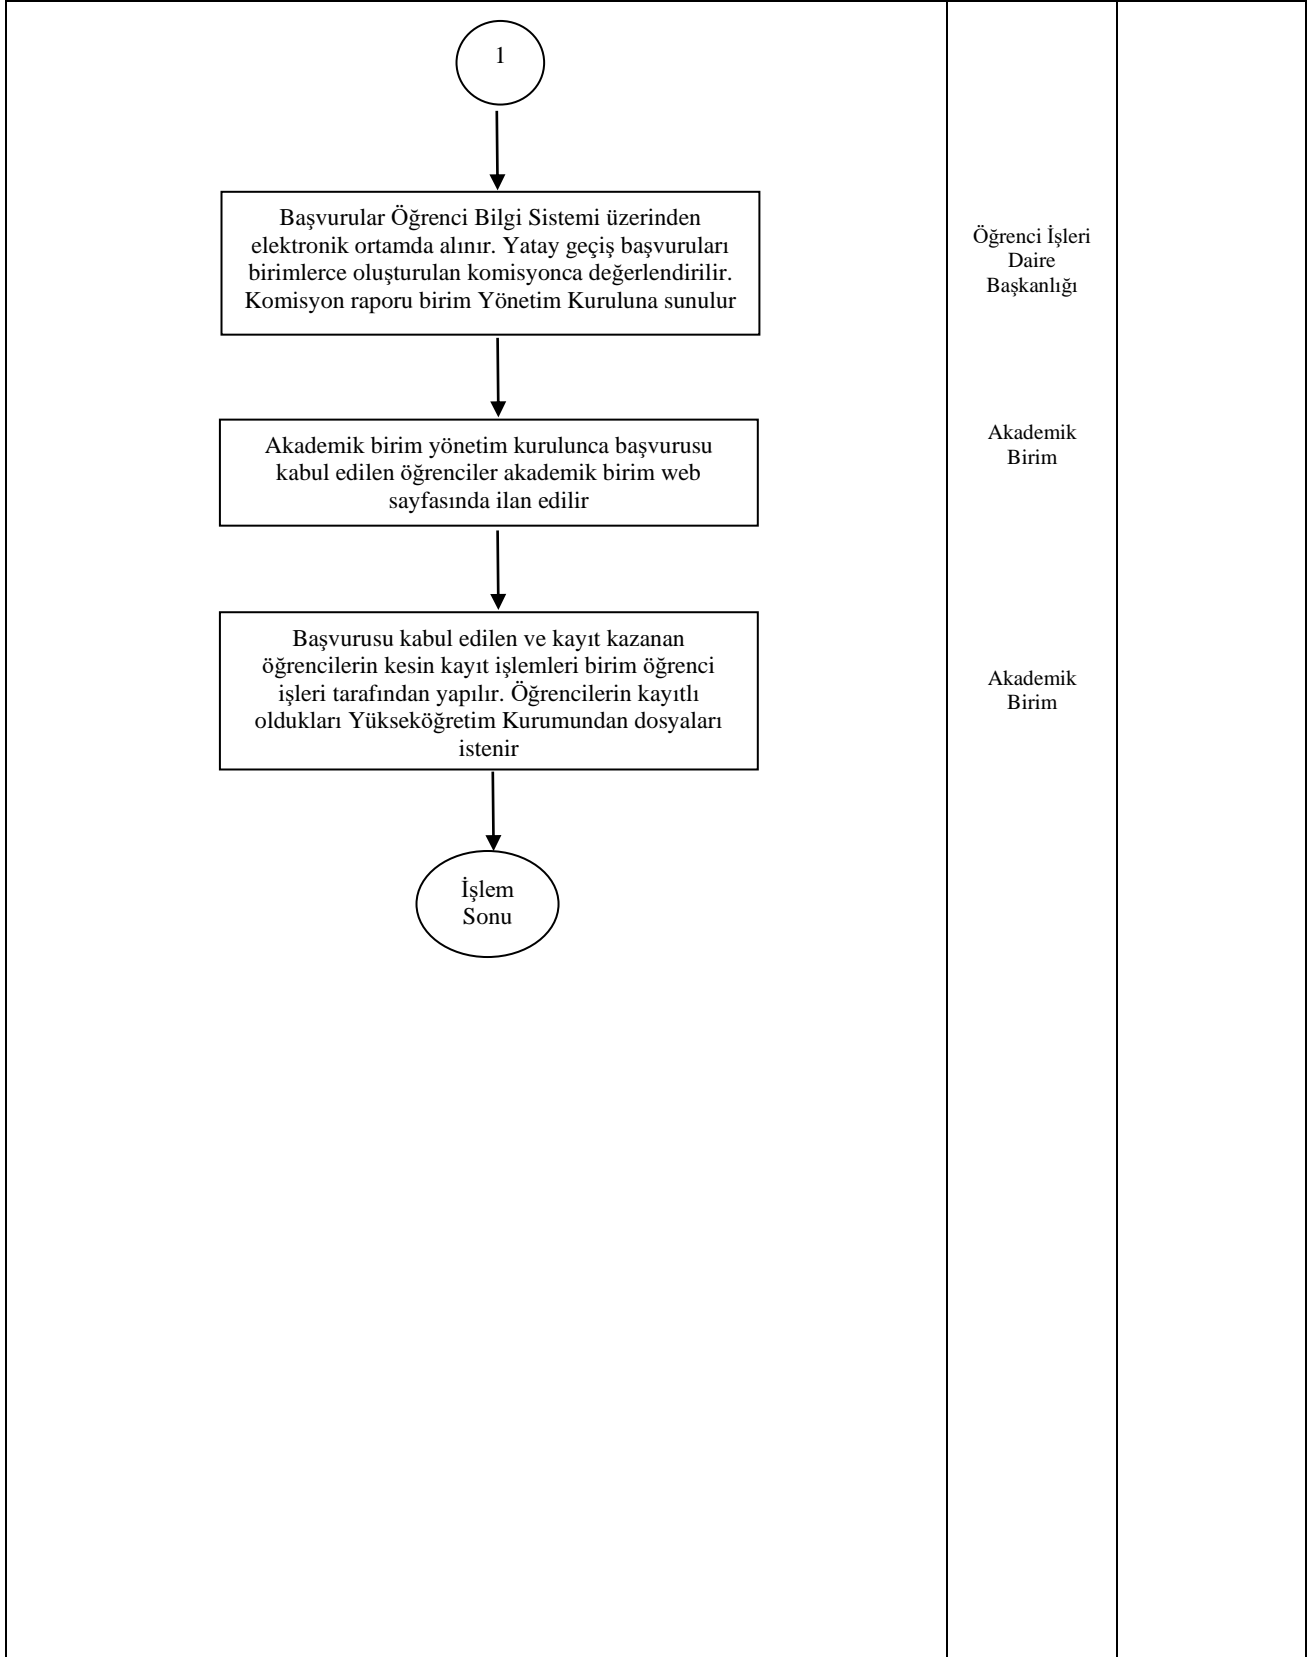 1
Başvurular Öğrenci Bilgi Sistemi üzerinden
elektronik ortamda alınır. Yatay geçiş başvuruları
birimlerce oluşturulan komisyonca değerlendirilir.
Komisyon raporu birim Yönetim Kuruluna sunulur
Öğrenci İşleri
Daire
Başkanlığı
Akademik birim yönetim kurulunca başvurusu
kabul edilen öğrenciler akademik birim web
sayfasında ilan edilir
Akademik
Birim
Başvurusu kabul edilen ve kayıt kazanan
öğrencilerin kesin kayıt işlemleri birim öğrenci
işleri tarafından yapılır. Öğrencilerin kayıtlı
oldukları Yükseköğretim Kurumundan dosyaları
istenir
Akademik
Birim
İşlem
Sonu